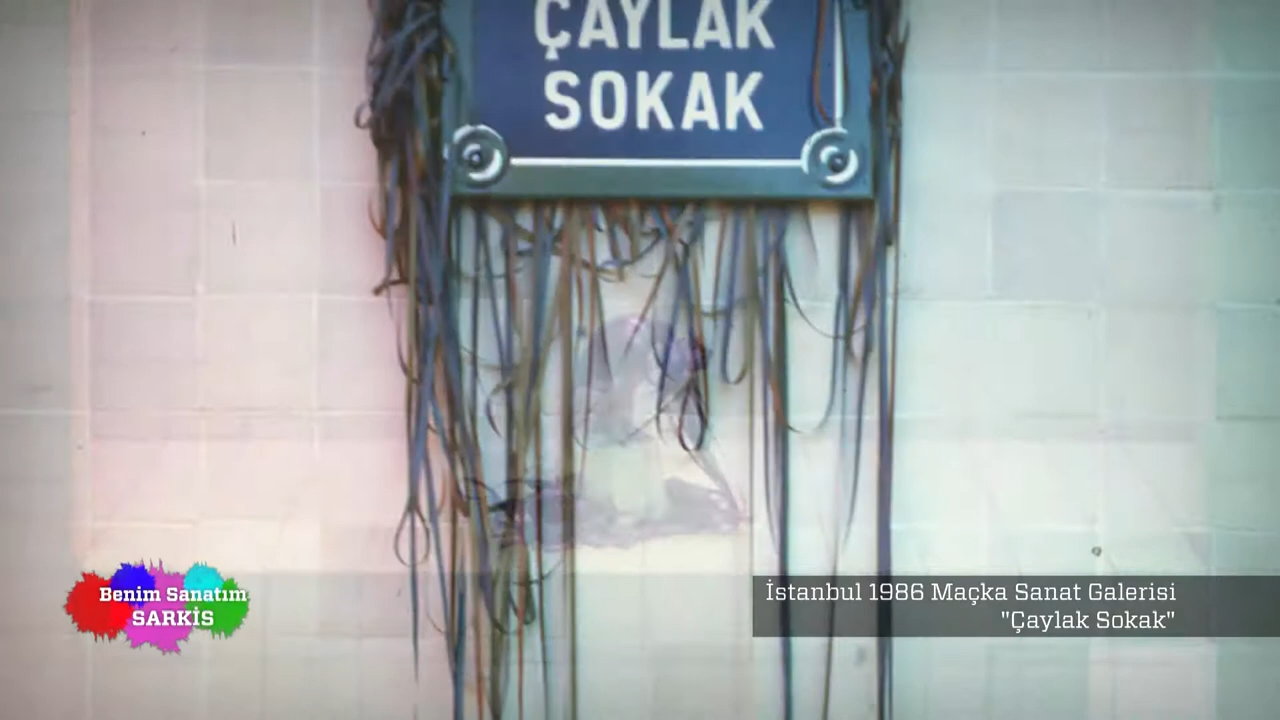 ÇAYLAK
SOKAK
Benim Sanatım
SARKİS
İstanbul 1986 Maçka Sanat Galerisi
"Çaylak Sokak"